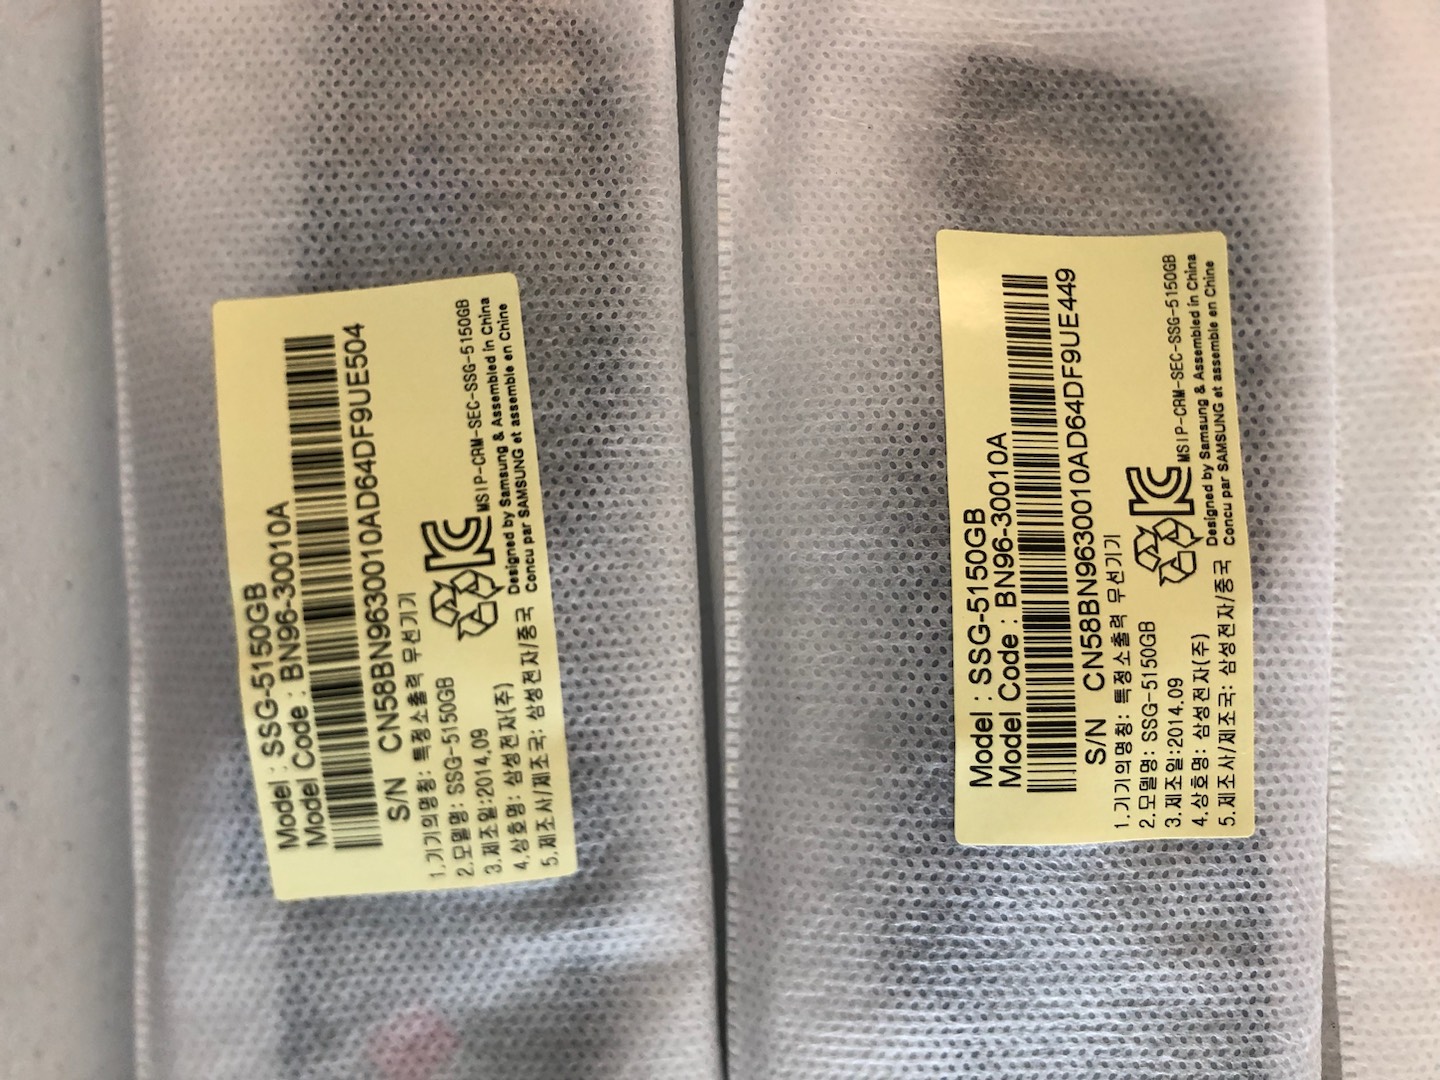 Model : SSG-5150GB
Model Code : BN96-30010A
S/N CN58BN9630010AD64DF9UE504
1.기기의명칭: 특정소출력 무선기기
2.모델명: SSG-5150GB
3.제조일:2014.09
4.상호명: 삼성전자(주)
5.제조사/제조국: 삼성전자/중국
MSIP-CRM-SEC-SSG-5150GB
Designed by Samsung & Assembled in China
Concu par SAMSUNG et assemble en Chine
Model : SSG-5150GB
Model Code : BN96-30010A
S/N CN58BN9630010AD64DF9UE449
1.기기의명칭: 특정소출력 무선기기
2.모델명: SSG-5150GB
3.제조일:2014.09
4.상호명: 삼성전자(주)
5.제조사/제조국: 삼성전자/중국
MSIP-CRM-SEC-SSG-5150GB
Designed by Samsung & Assembled in China
Concu par SAMSUNG et assemble en Chine